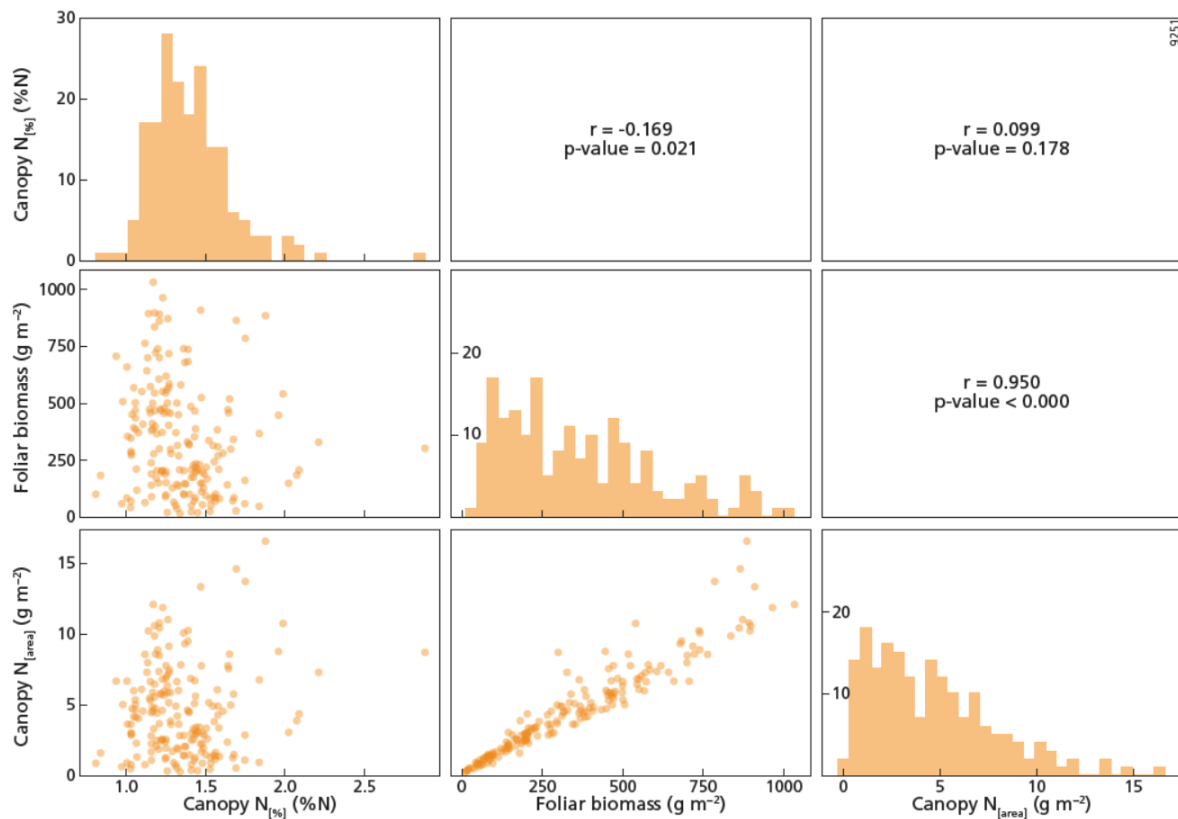 30
20
10
0
Canopy N[%] (%N)
r = -0.169
p-value = 0.021
r = 0.099
p-value = 0.178
9251
1000
750
500
250
0
Foliar biomass (g m⁻²)
20
10
r = 0.950
p-value < 0.000
15
10
5
0
Canopy N[area] (g m⁻²)
20
10
1.0 1.5 2.0 2.5
Canopy N[%] (%N)
0 250 500 750 1000
Foliar biomass (g m⁻²)
0 5 10 15
Canopy N[area] (g m⁻²)